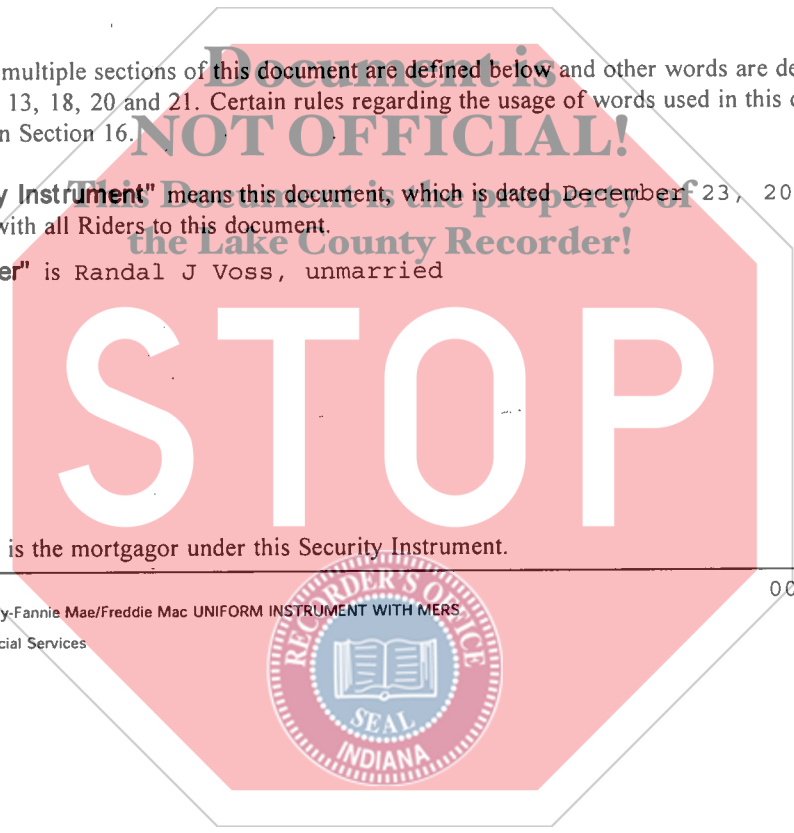 Document is
multiple sections of this document are defined below and other words are de
13, 18, 20 and 21. Certain rules regarding the usage of words used in this
n Section 16.
NOT OFFICIAL!
y Instrument" means this document, which is dated December 23, 20
This Document is the property of
with all Riders to this document.
the Lake County Recorder!
er" is Randal J Voss, unmarried
STOP
is the mortgagor under this Security Instrument.
00
y-Fannie Mae/Freddie Mac UNIFORM INSTRUMENT WITH MERS
cial Services
RECORDER'S OFFICE
SEAL
INDIANA